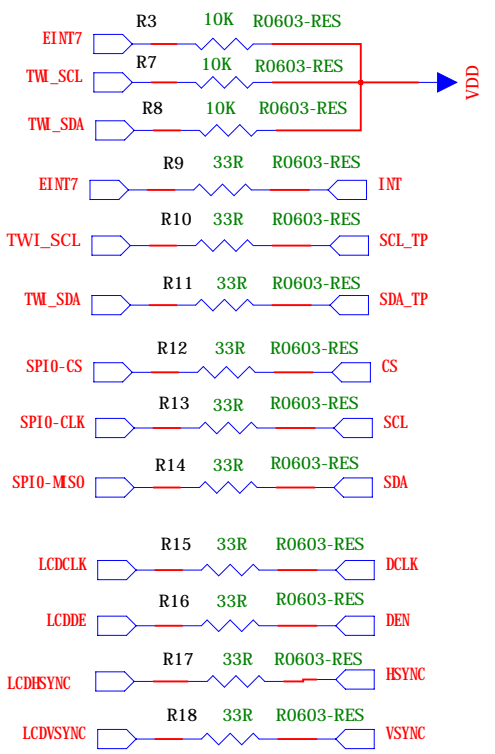 R3 10K R0603-RES
EINT7
R7 10K R0603-RES
TWI_SCL
VDD
R8 10K R0603-RES
TWI_SDA
R9 33R R0603-RES
EINT7 INT
R10 33R R0603-RES
TWI_SCL SCL_TP
R11 33R R0603-RES
TWI_SDA SDA_TP
R12 33R R0603-RES
SPI0-CS CS
R13 33R R0603-RES
SPI0-CLK SCL
R14 33R R0603-RES
SPI0-MISO SDA
R15 33R R0603-RES
LCDCLK DCLK
R16 33R R0603-RES
LCDDE DEN
R17 33R R0603-RES
LCDHSYNC HSYNC
R18 33R R0603-RES
LCDVSYNC VSYNC